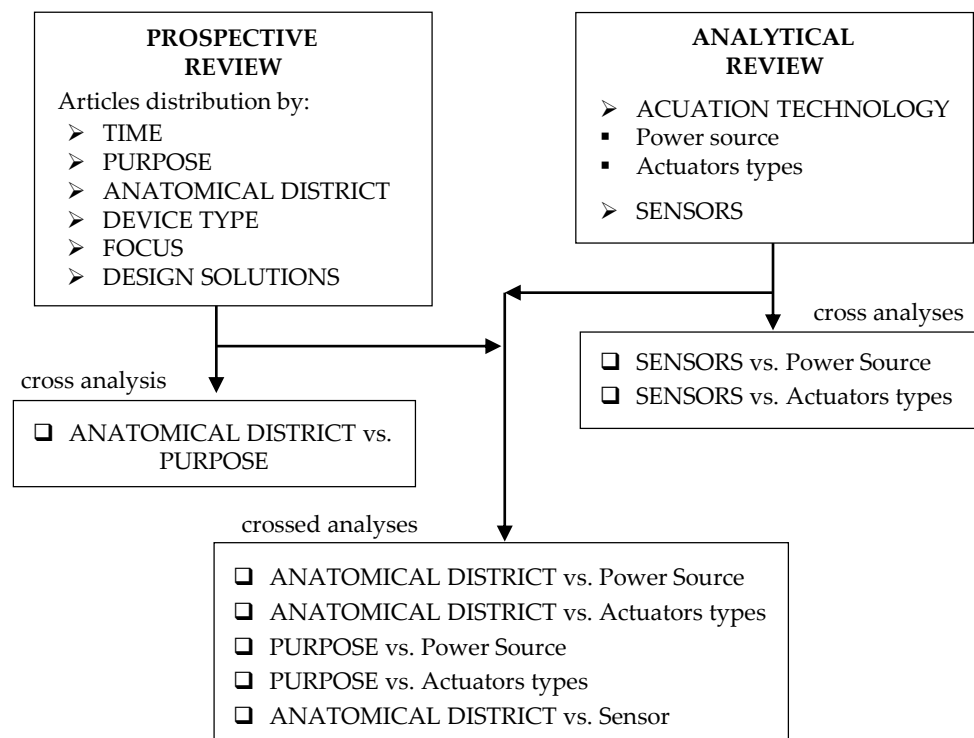 PROSPECTIVE
REVIEW
Articles distribution by:
➢ TIME
➢ PURPOSE
➢ ANATOMICAL DISTRICT
➢ DEVICE TYPE
➢ FOCUS
➢ DESIGN SOLUTIONS
ANALYTICAL
REVIEW
➢ ACUATION TECHNOLOGY
▪ Power source
▪ Actuators types
➢ SENSORS
cross analyses
❑ SENSORS vs. Power Source
❑ SENSORS vs. Actuators types
cross analysis
❑ ANATOMICAL DISTRICT vs.
PURPOSE
crossed analyses
❑ ANATOMICAL DISTRICT vs. Power Source
❑ ANATOMICAL DISTRICT vs. Actuators types
❑ PURPOSE vs. Power Source
❑ PURPOSE vs. Actuators types
❑ ANATOMICAL DISTRICT vs. Sensor